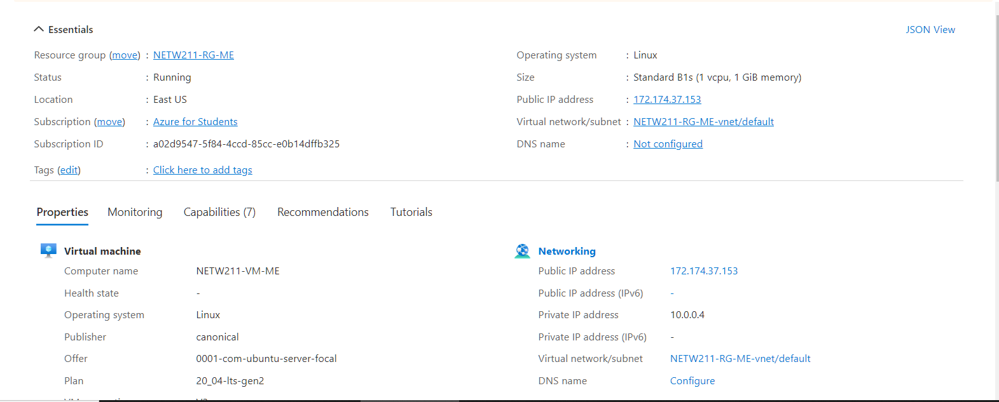 Essentials
JSON View
Resource group (move) : NETW211-RG-ME
Operating system : Linux
Status : Running
Size : Standard B1s (1 vcpu, 1 GiB memory)
Location : East US
Public IP address : 172.174.37.153
Subscription (move) : Azure for Students
Virtual network/subnet : NETW211-RG-ME-vnet/default
Subscription ID : a02d9547-5f84-4ccd-85cc-e0b14dffb325
DNS name : Not configured
Tags (edit) : Click here to add tags
Properties Monitoring Capabilities (7) Recommendations Tutorials
Virtual machine
Computer name NETW211-VM-ME
Health state -
Operating system Linux
Publisher canonical
Offer 0001-com-ubuntu-server-focal
Plan 20_04-lts-gen2
Networking
Public IP address 172.174.37.153
Public IP address (IPv6) -
Private IP address 10.0.0.4
Private IP address (IPv6) -
Virtual network/subnet NETW211-RG-ME-vnet/default
DNS name Configure